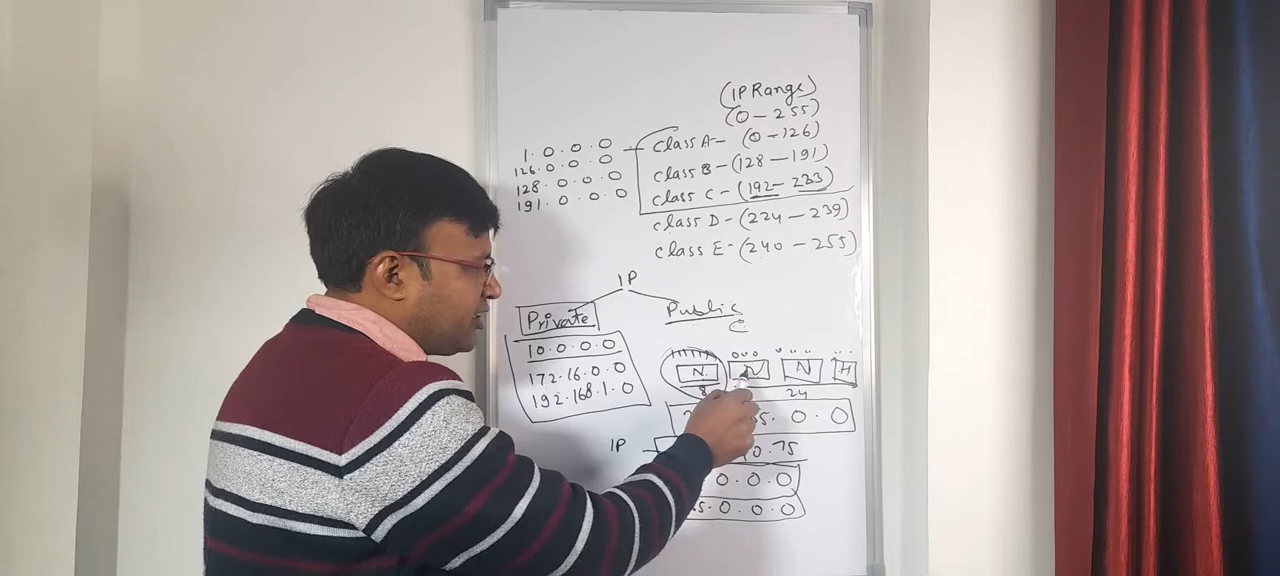 (IP Range)
(0-255)
1.0.0.0 — Class A - (0-126)
126.0.0.0
128.0.0.0 Class B - (128-191)
191.0.0.0 Class C - (192-223)
Class D - (224-239)
Class E - (240-255)
IP
Private Public
10.0.0.0
172.16.0.0
192.168.1.0
N N N H
8 24
0.0
IP
0.75
0.0.0
0.0.0